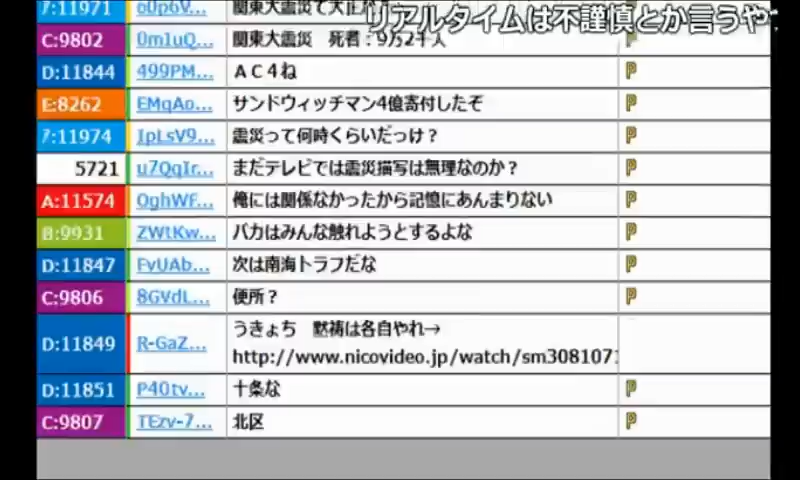 7:11971 o0p6V... 関東大震災で大正
リアルタイムは不謹慎とか言うや
C:9802 0m1uQ... 関東大震災 死者:9万2千人 P
D:11844 499PM... AC4ね P
E:8262 EMqAo... サンドウィッチマン4億寄付したぞ P
7:11974 IpLsV9... 震災って何時くらいだっけ? P
5721 u7QqIr... まだテレビでは震災描写は無理なのか? P
A:11574 OghWF... 俺には関係なかったから記憶にあんまりない P
B:9931 ZWtKw... バカはみんな触れようとするよな P
D:11847 FvUAb... 次は南海トラフだな P
C:9806 8GVdL... 便所? P
D:11849 R-GaZ... うきょち 黙祷は各自やれ→
http://www.nicovideo.jp/watch/sm3081071
D:11851 P40tv... 十条な P
C:9807 TEzv-7... 北区 P